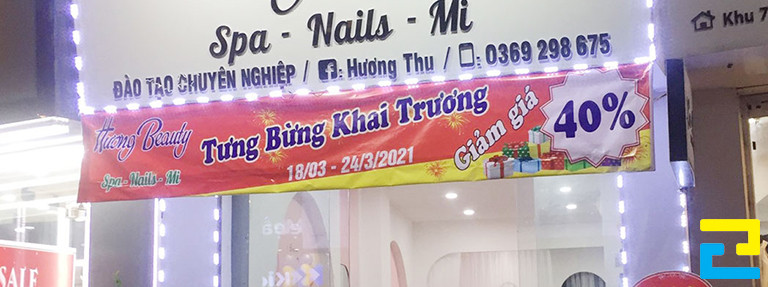 Spa - Nails - Mi
ĐÀO TẠO CHUYÊN NGHIỆP / f: Hương Thu / : 0369 298 675
Khu 7
Hương Beauty
Spa - Nails - Mi
Tưng Bừng Khai Trương
18/03 - 24/3/2021
Giảm giá
40%
SALE